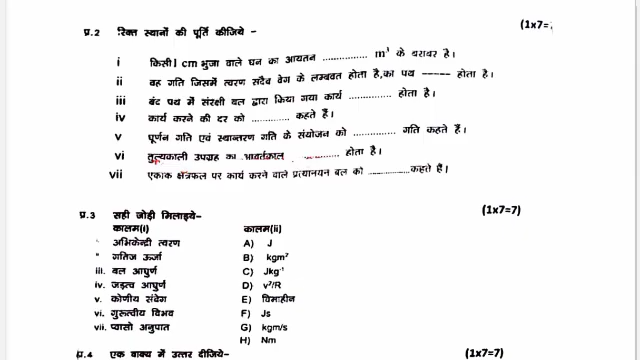 प्र.2 रिक्त स्थानों की पूर्ति कीजिये – (1x7=
i किसी 1 cm भुजा वाले घन का आयतन ............... m³ के बराबर है।
ii वह गति जिसमें त्वरण सदैव वेग के लम्बवत होता है,का पथ ----- होता है।
iii बंद पथ में संरक्षी बल द्वारा किया गया कार्य ............ होता है।
iv कार्य करने की दर को ............ कहते हैं।
v घूर्णन गति एवं स्थान्तरण गति के संयोजन को .............. गति कहते हैं।
vi तुल्यकाली उपग्रह का आवर्तकाल ............ होता है।
vii एकांक क्षेत्रफल पर कार्य करने वाले प्रत्यानयन बल को ..............कहते हैं।
प्र.3 सही जोड़ी मिलाइये– (1x7=7)
कालम(i) कालम(ii)
अभिकेन्द्री त्वरण A) J
गतिज ऊर्जा B) kgm²
iii. बल आघुर्ण C) Jkg⁻¹
iv. जड़त्व आघुर्ण D) v²/R
v. कोणीय संवेग E) विमाहीन
vi. गुरुत्वीय विभव F) Js
vii. प्वासो अनुपात G) kgm/s
H) Nm
प्र.4 एक वाक्य में उत्तर दीजिये– (1x7=7)